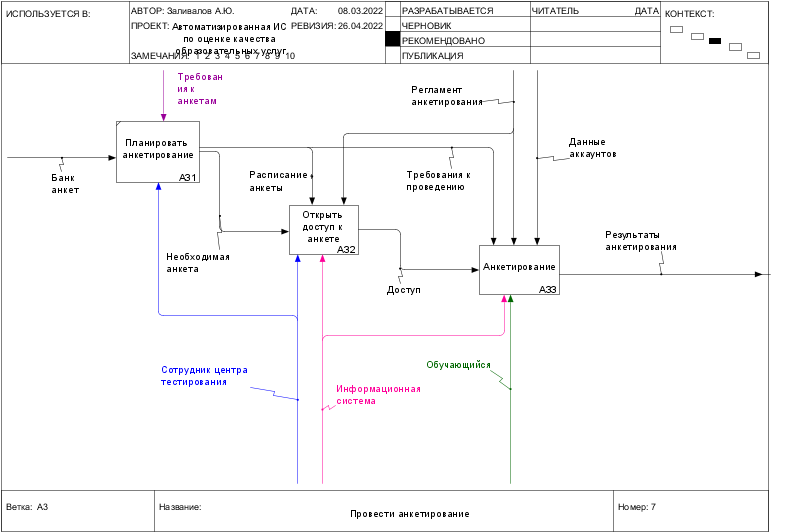 ИСПОЛЬЗУЕТСЯ В:
АВТОР: Заливалов А.Ю.
ДАТА: 08.03.2022
ПРОЕКТ: Автоматизированная ИС
по оценке качества
образовательных услуг
РЕВИЗИЯ: 26.04.2022
ЗАМЕЧАНИЯ: 1 2 3 4 5 6 7 8 9 10
РАЗРАБАТЫВАЕТСЯ
ЧЕРНОВИК
РЕКОМЕНДОВАНО
ПУБЛИКАЦИЯ
ЧИТАТЕЛЬ ДАТА
КОНТЕКСТ:
Требован
ия к
анкетам
Регламент
анкетирования
Планировать
анкетирование
А31
Данные
аккаунтов
Банк
анкет
Расписание
анкеты
Требования к
проведению
Открыть
доступ к
анкете
А32
Необходимая
анкета
Результаты
анкетирования
Анкетирование
А33
Доступ
Сотрудник центра
тестирования
Обучающийся
Информационная
система
Ветка: А3
Название:
Провести анкетирование
Номер: 7